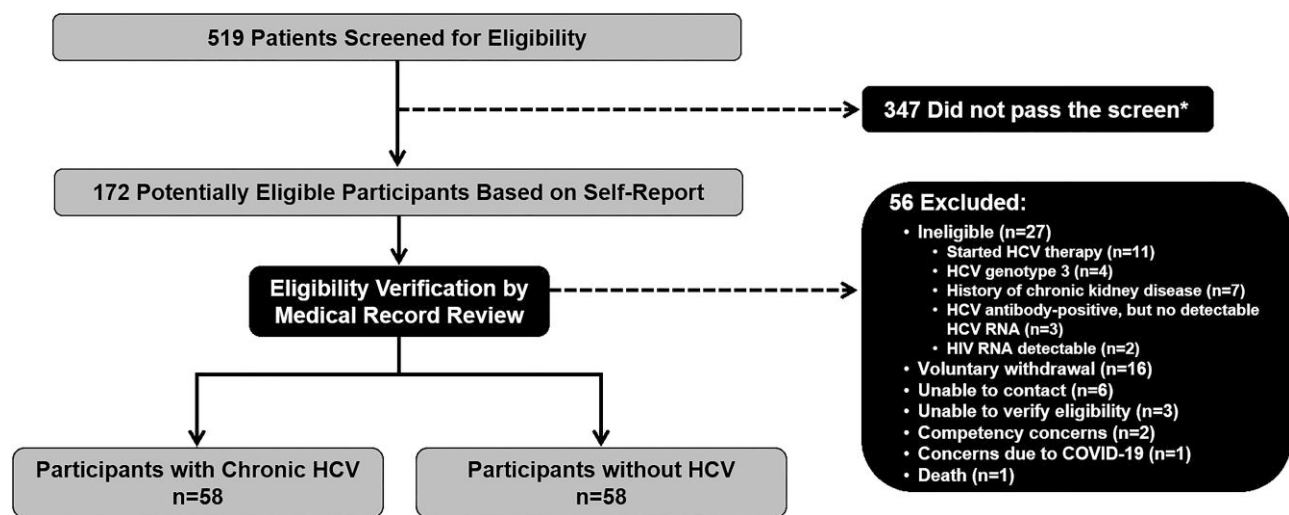 519 Patients Screened for Eligibility
347 Did not pass the screen*
172 Potentially Eligible Participants Based on Self-Report
56 Excluded:
• Ineligible (n=27)
• Started HCV therapy (n=11)
• HCV genotype 3 (n=4)
• History of chronic kidney disease (n=7)
• HCV antibody-positive, but no detectable
HCV RNA (n=3)
• HIV RNA detectable (n=2)
• Voluntary withdrawal (n=16)
• Unable to contact (n=6)
• Unable to verify eligibility (n=3)
• Competency concerns (n=2)
• Concerns due to COVID-19 (n=1)
• Death (n=1)
Eligibility Verification by
Medical Record Review
Participants with Chronic HCV
n=58
Participants without HCV
n=58